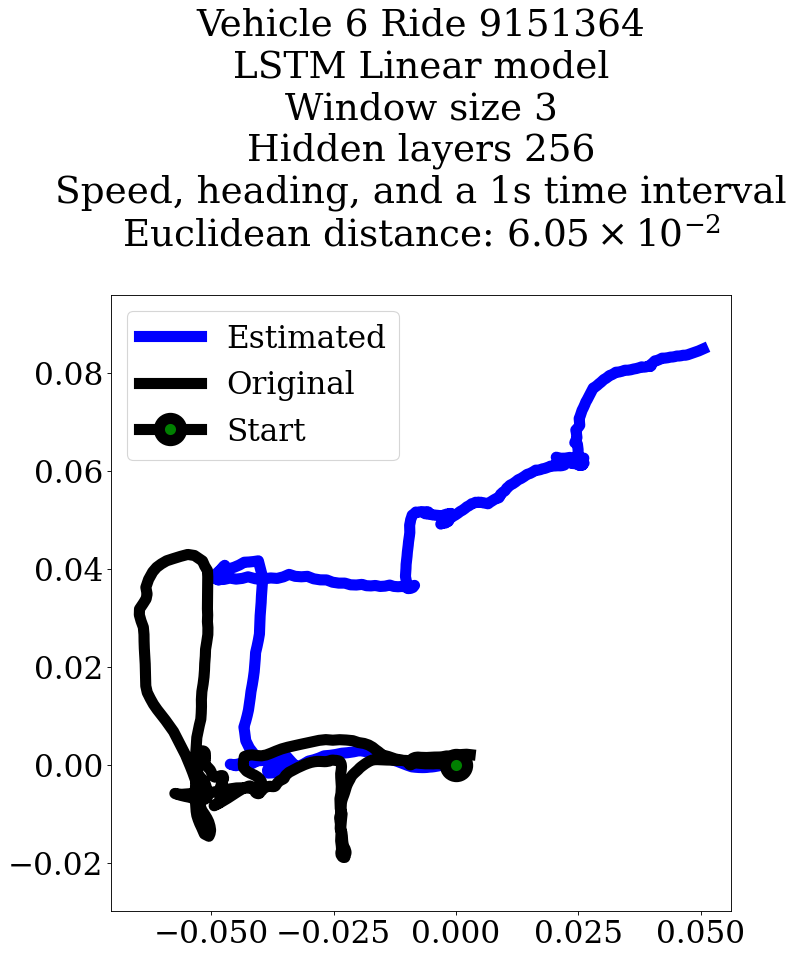 Vehicle 6 Ride 9151364
LSTM Linear model
Window size 3
Hidden layers 256
Speed, heading, and a 1s time interval
Euclidean distance: 6.05 × 10⁻²
Estimated
Original
Start
0.08
0.06
0.04
0.02
0.00
−0.02
−0.050 −0.025 0.000 0.025 0.050